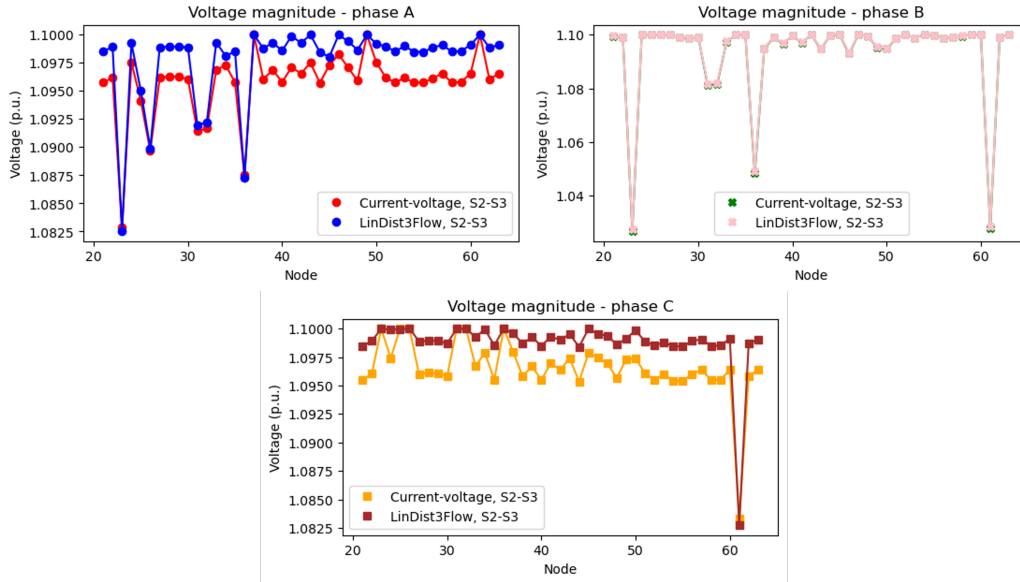 Voltage magnitude - phase A
Voltage (p.u.)
1.1000
1.0975
1.0950
1.0925
1.0900
1.0875
1.0850
1.0825
Current-voltage, S2-S3
LinDist3Flow, S2-S3
20 30 40 50 60
Node
Voltage magnitude - phase B
Voltage (p.u.)
1.10
1.08
1.06
1.04
Current-voltage, S2-S3
LinDist3Flow, S2-S3
20 30 40 50 60
Node
Voltage magnitude - phase C
Voltage (p.u.)
1.1000
1.0975
1.0950
1.0925
1.0900
1.0875
1.0850
1.0825
Current-voltage, S2-S3
LinDist3Flow, S2-S3
20 30 40 50 60
Node